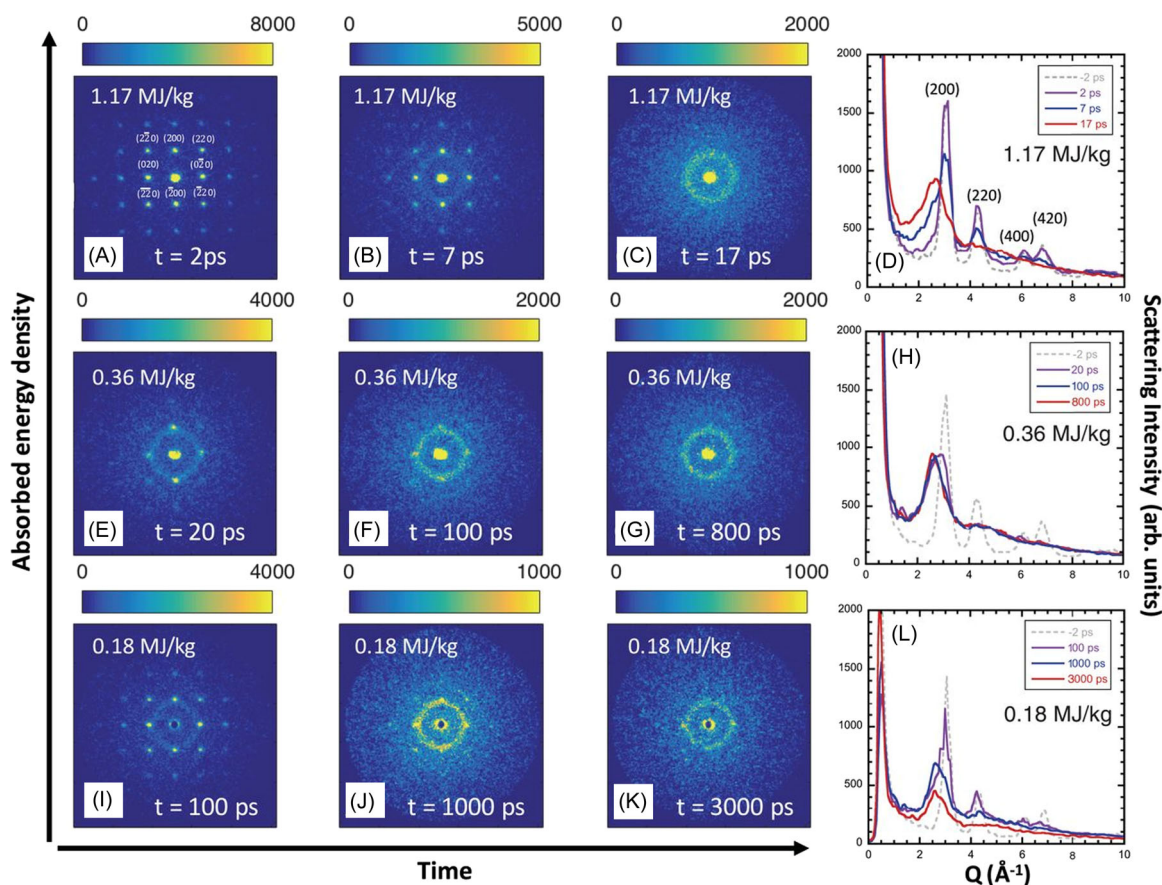 0 8000 0 5000 0 2000
1.17 MJ/kg
(2̄20) (200) (220)
(020) (02̄0)
(2̄2̄0) (2̄00) (2̄20)
(A) t = 2ps
1.17 MJ/kg
(B) t = 7 ps
1.17 MJ/kg
(C) t = 17 ps
2000
1500
1000
500
0
-2 ps
2 ps
7 ps
17 ps
1.17 MJ/kg
(200)
(220)
(400)
(420)
(D)
0 2 4 6 8 10
0 4000 0 2000 0 2000
0.36 MJ/kg
(E) t = 20 ps
0.36 MJ/kg
(F) t = 100 ps
0.36 MJ/kg
(G) t = 800 ps
2000
1500
1000
500
0
(H)
-2 ps
20 ps
100 ps
800 ps
0.36 MJ/kg
0 2 4 6 8 10
0 4000 0 1000 0 1000
0.18 MJ/kg
(I) t = 100 ps
0.18 MJ/kg
(J) t = 1000 ps
0.18 MJ/kg
(K) t = 3000 ps
2000
1500
1000
500
0
(L)
-2 ps
100 ps
1000 ps
3000 ps
0.18 MJ/kg
0 2 4 6 8 10
Q (Å⁻¹)
Absorbed energy density
Time
Scattering Intensity (arb. units)